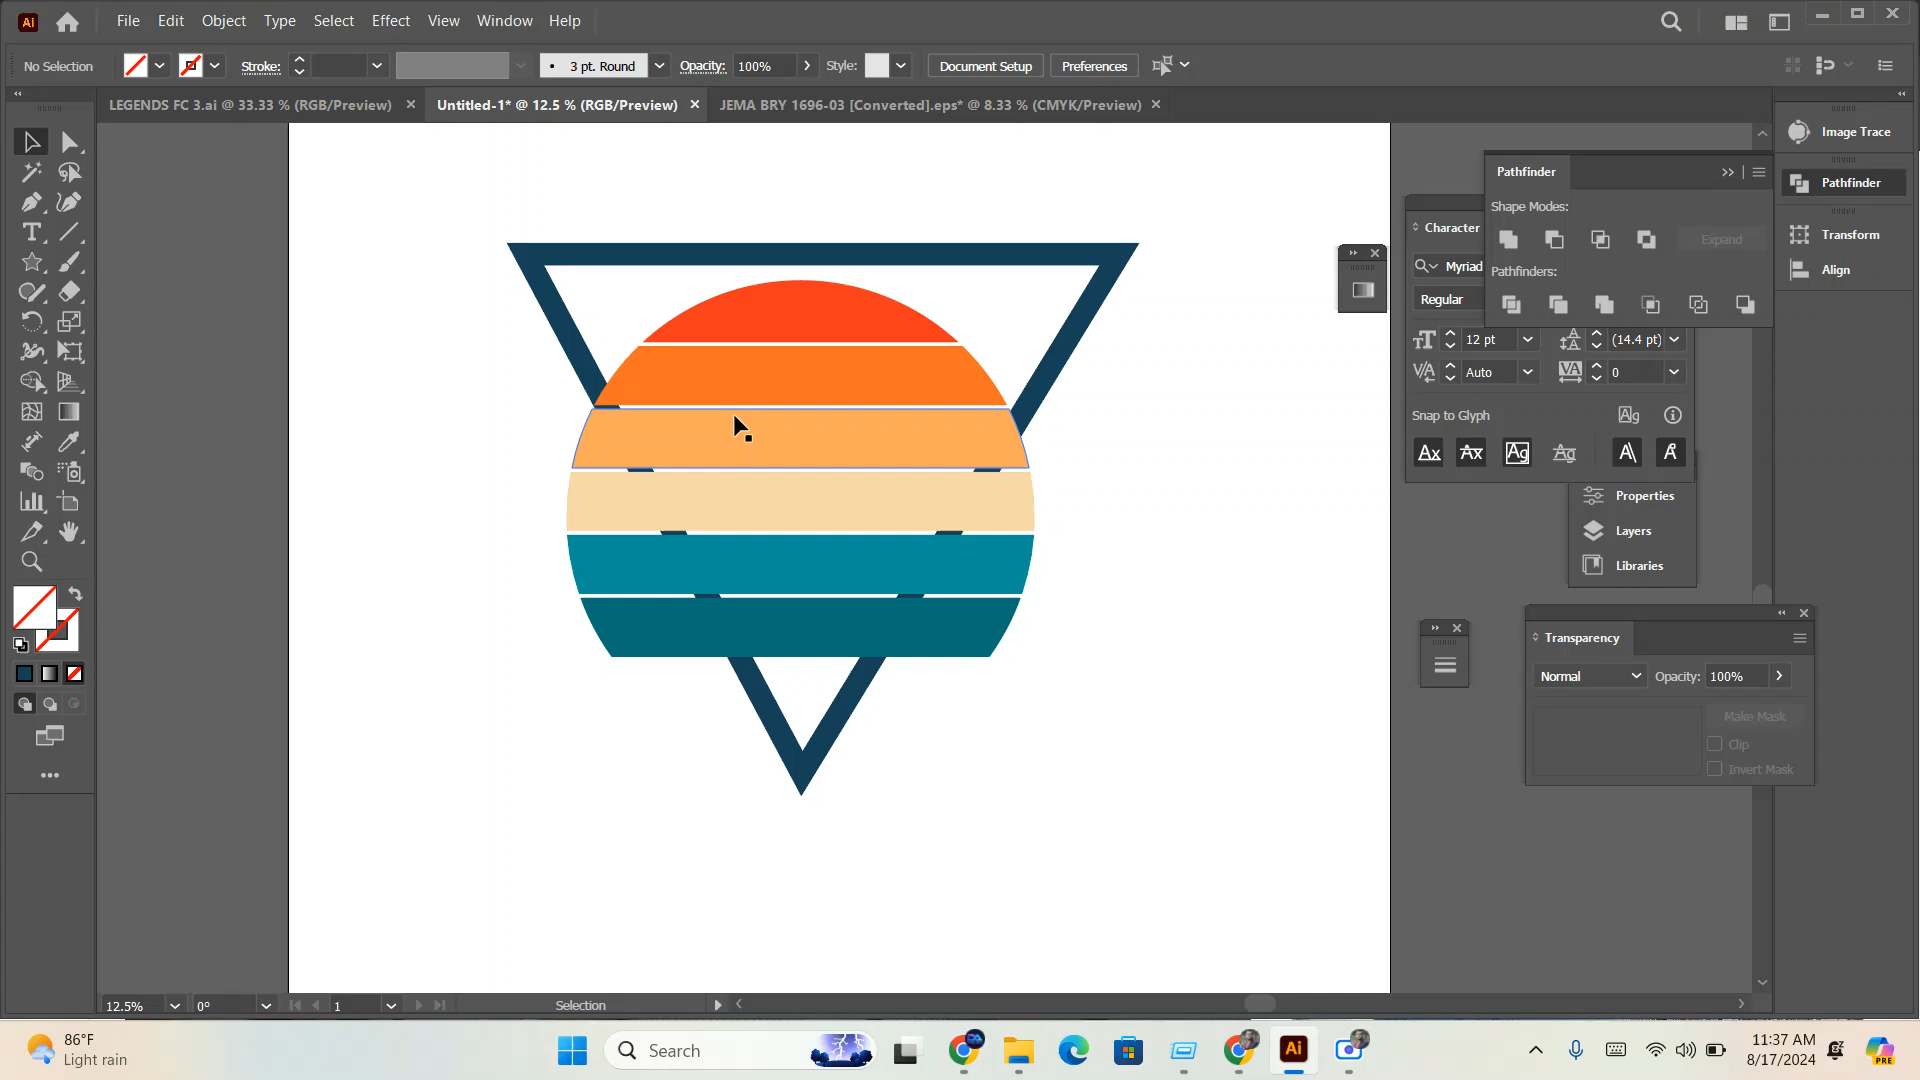 Ai File Edit Object Type Select Effect View Window Help
No Selection Stroke: 3 pt. Round Opacity: 100% Style: Document Setup Preferences
LEGENDS FC 3.ai @ 33.33 % (RGB/Preview) Untitled-1* @ 12.5 % (RGB/Preview) JEMA BRY 1696-03 [Converted].eps* @ 8.33 % (CMYK/Preview)
Image Trace
Pathfinder
Transform
Align
Pathfinder
Shape Modes:
Expand
Pathfinders:
Character
Myriad
Regular
12 pt (14.4 pt)
Auto 0
Snap to Glyph
Properties
Layers
Libraries
Transparency
Normal Opacity: 100%
Make Mask
Clip
Invert Mask
12.5% 0° 1 Selection
86°F
Light rain
Search
Ai
11:37 AM
8/17/2024
PRE